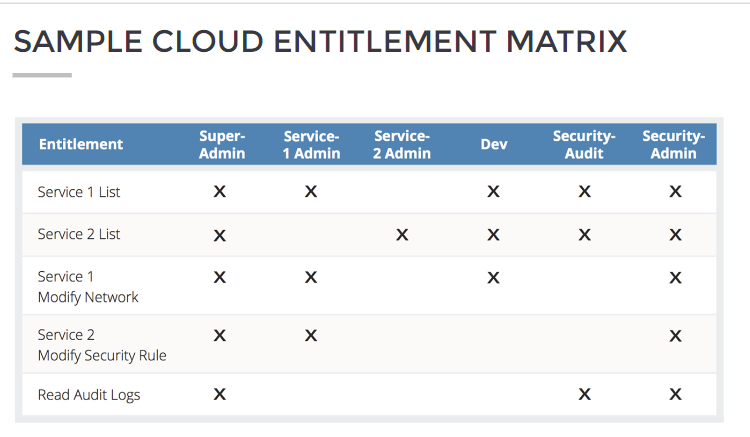 SAMPLE CLOUD ENTITLEMENT MATRIX
Entitlement Super-Admin Service-1 Admin Service-2 Admin Dev Security-Audit Security-Admin
Service 1 List X X X X X
Service 2 List X X X X X
Service 1
Modify Network X X X X
Service 2
Modify Security Rule X X X
Read Audit Logs X X X